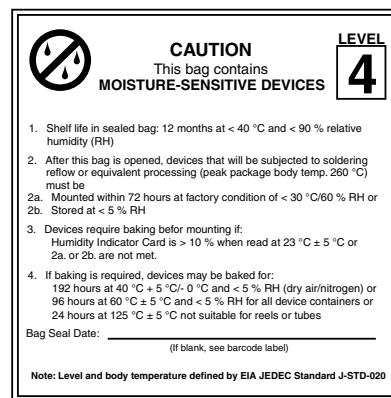 LEVEL
4
CAUTION
This bag contains
MOISTURE-SENSITIVE DEVICES
1. Shelf life in sealed bag: 12 months at < 40 °C and < 90 % relative
humidity (RH)
2. After this bag is opened, devices that will be subjected to soldering
reflow or equivalent processing (peak package body temp. 260 °C)
must be
2a. Mounted within 72 hours at factory condition of < 30 °C/60 % RH or
2b. Stored at < 5 % RH
3. Devices require baking befor mounting if:
Humidity Indicator Card is > 10 % when read at 23 °C ± 5 °C or
2a. or 2b. are not met.
4. If baking is required, devices may be baked for:
192 hours at 40 °C + 5 °C/- 0 °C and < 5 % RH (dry air/nitrogen) or
96 hours at 60 °C ± 5 °C and < 5 % RH for all device containers or
24 hours at 125 °C ± 5 °C not suitable for reels or tubes
Bag Seal Date:
(If blank, see barcode label)
Note: Level and body temperature defined by EIA JEDEC Standard J-STD-020